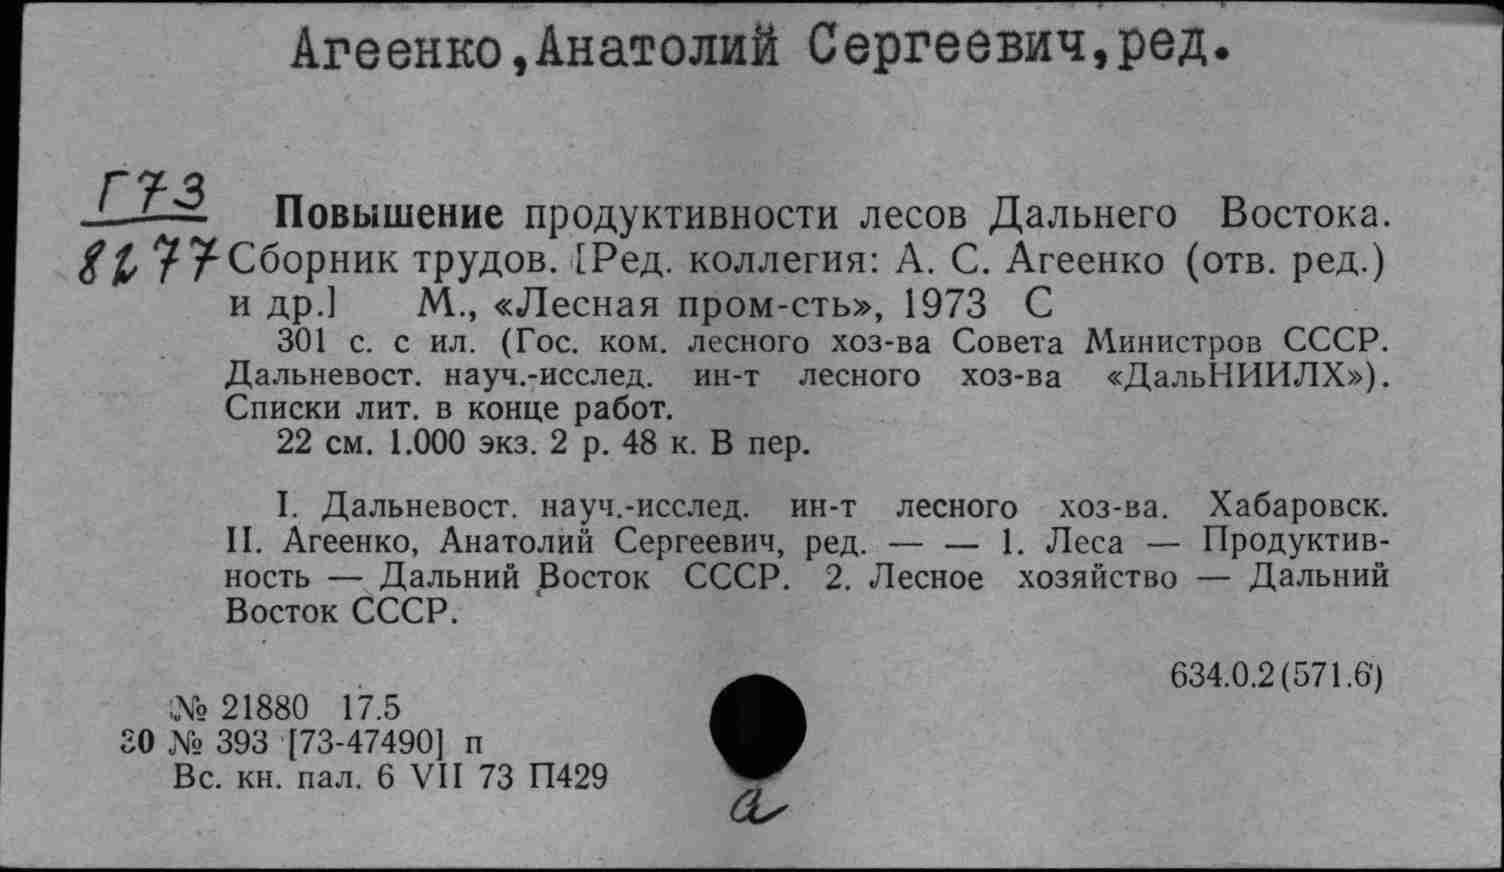 Агеенко,Анатолий Сергеевич,ред.
Г73
8177
Повышение продуктивности лесов Дальнего Востока.
Сборник трудов. [Ред. коллегия: А. С. Агеенко (отв. ред.)
и др.] М., «Лесная пром-сть», 1973 С
301 с. с ил. (Гос. ком. лесного хоз-ва Совета Министров СССР.
Дальневост. науч.-исслед. ин-т лесного хоз-ва «ДальНИИЛХ»).
Списки лит. в конце работ.
22 см. 1.000 экз. 2 р. 48 к. В пер.
I. Дальневост. науч.-исслед. ин-т лесного хоз-ва. Хабаровск.
II. Агеенко, Анатолий Сергеевич, ред. — — 1. Леса — Продуктив-
ность — Дальний Восток СССР. 2. Лесное хозяйство — Дальний
Восток СССР.
634.0.2(571.6)
№ 21880 17.5
30 № 393 [73-47490] п
Вс. кн. пал. 6 VII 73 П429
а